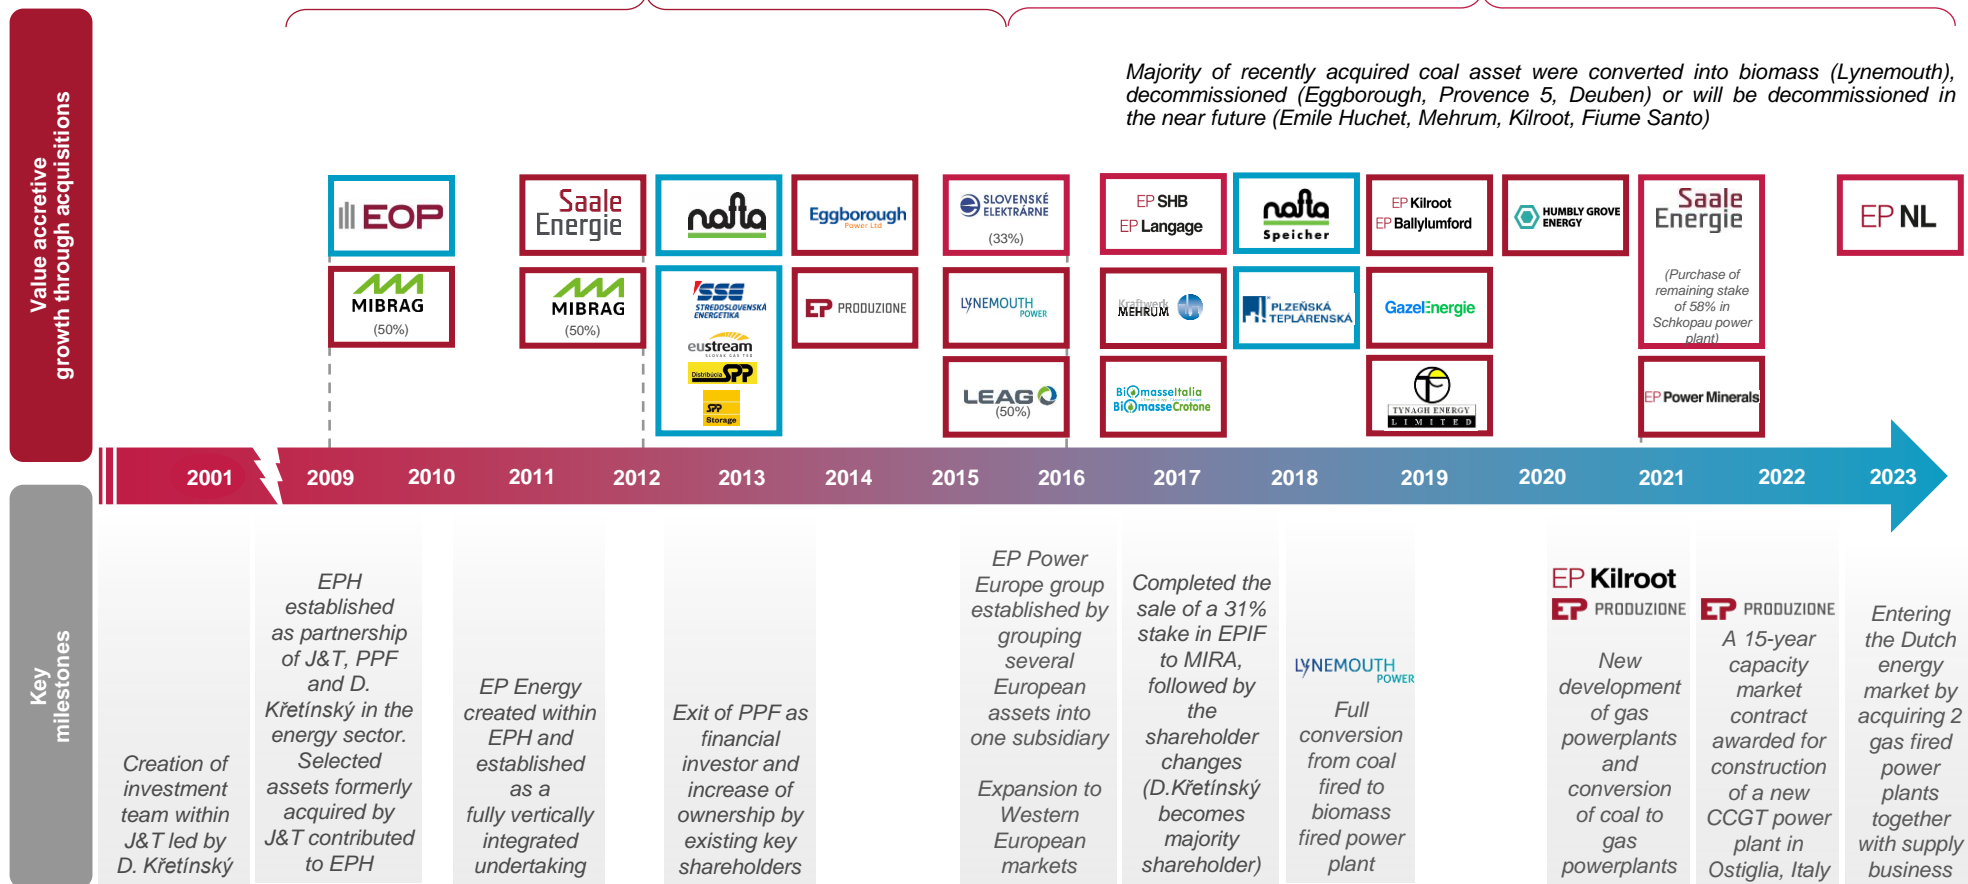 Value accretive
growth through acquisitions
Majority of recently acquired coal asset were converted into biomass (Lynemouth),
decommissioned (Eggborough, Provence 5, Deuben) or will be decommissioned in
the near future (Emile Huchet, Mehrum, Kilroot, Fiume Santo)
EOP
MIBRAG
(50%)
Saale
Energie
MIBRAG
(50%)
nafta
SSE
STREDOSLOVENSKÁ
ENERGETIKA
eustream
SLOVAK GAS TSO
Distribúcia SPP
SPP
Storage
Eggborough
Power Ltd
EP PRODUZIONE
SLOVENSKÉ
ELEKTRÁRNE
(33%)
LYNEMOUTH
POWER
LEAG
(50%)
EP SHB
EP Langage
Kraftwerk
MEHRUM
BiomasseItalia
BiomasseCrotone
nafta
Speicher
PLZEŇSKÁ
TEPLÁRENSKÁ
EP Kilroot
EP Ballylumford
GazelEnergie
TYNAGH ENERGY
LIMITED
HUMBLY GROVE
ENERGY
Saale
Energie
(Purchase of
remaining stake
of 58% in
Schkopau power
plant)
EP Power Minerals
EP NL
2001 2009 2010 2011 2012 2013 2014 2015 2016 2017 2018 2019 2020 2021 2022 2023
Key
milestones
Creation of
investment
team within
J&T led by
D. Křetínský
EPH
established
as partnership
of J&T, PPF
and D.
Křetínský in the
energy sector.
Selected
assets formerly
acquired by
J&T contributed
to EPH
EP Energy
created within
EPH and
established
as a
fully vertically
integrated
undertaking
Exit of PPF as
financial
investor and
increase of
ownership by
existing key
shareholders
EP Power
Europe group
established by
grouping
several
European
assets into
one subsidiary
Expansion to
Western
European
markets
Completed the
sale of a 31%
stake in EPIF
to MIRA,
followed by
the
shareholder
changes
(D.Křetínský
becomes
majority
shareholder)
LYNEMOUTH
POWER
Full
conversion
from coal
fired to
biomass
fired power
plant
EP Kilroot
EP PRODUZIONE
New
development
of gas
powerplants
and
conversion
of coal to
gas
powerplants
EP PRODUZIONE
A 15-year
capacity
market
contract
awarded for
construction
of a new
CCGT power
plant in
Ostiglia, Italy
Entering
the Dutch
energy
market by
acquiring 2
gas fired
power
plants
together
with supply
business